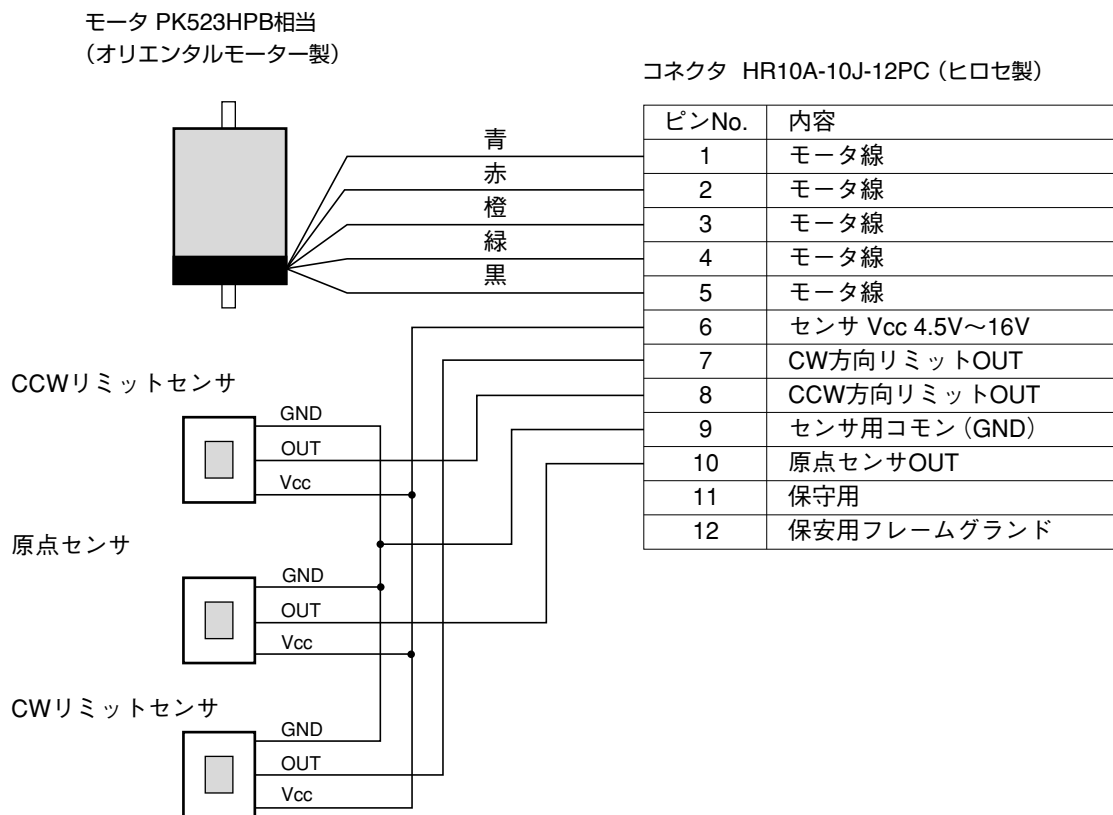 モータ PK523HPB相当
（オリエンタルモーター製）
コネクタ HR10A-10J-12PC（ヒロセ製）
ピンNo. 内容
1 モータ線
2 モータ線
3 モータ線
4 モータ線
5 モータ線
6 センサ Vcc 4.5V～16V
7 CW方向リミットOUT
8 CCW方向リミットOUT
9 センサ用コモン（GND）
10 原点センサOUT
11 保守用
12 保安用フレームグランド
青
赤
橙
緑
黒
CCWリミットセンサ
GND
OUT
Vcc
原点センサ
GND
OUT
Vcc
CWリミットセンサ
GND
OUT
Vcc